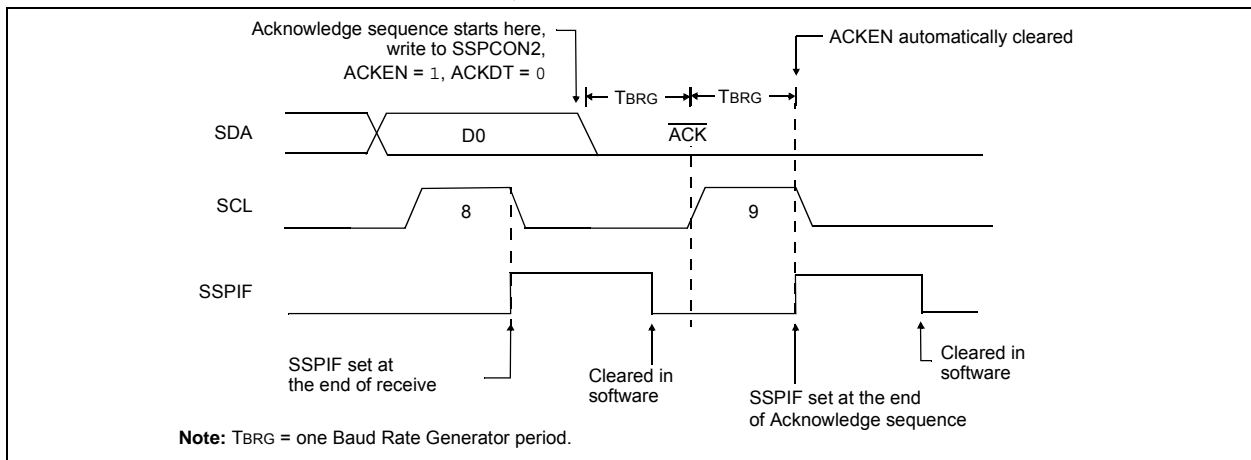 Acknowledge sequence starts here,
write to SSPCON2,
ACKEN = 1, ACKDT = 0
ACKEN automatically cleared
TBRG
TBRG
SDA
D0
ACK
SCL
8
9
SSPIF
SSPIF set at
the end of receive
Cleared in
software
SSPIF set at the end
of Acknowledge sequence
Cleared in
software
Note: TBRG = one Baud Rate Generator period.